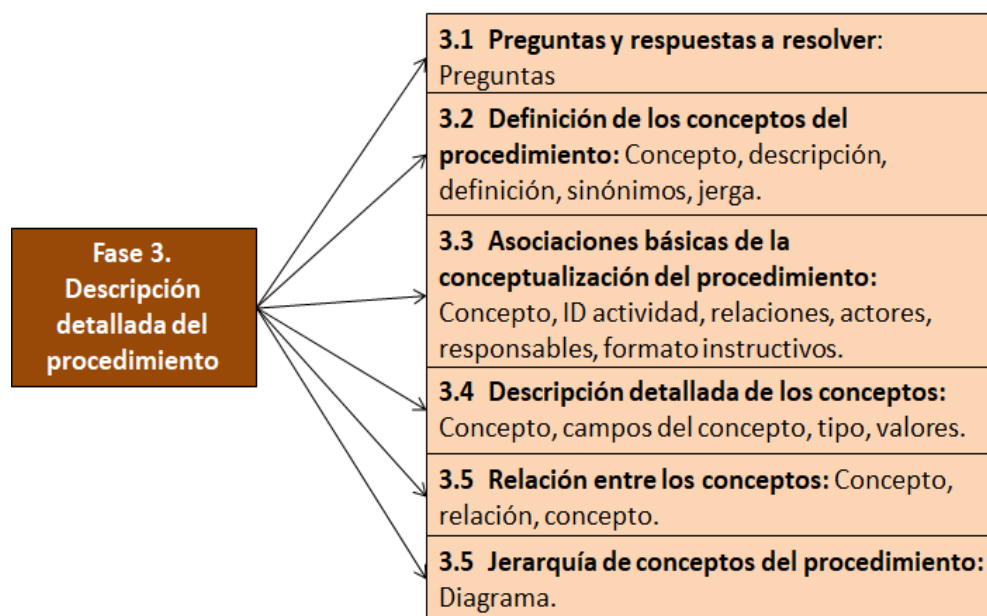 Fase 3.
Descripción
detallada del
procedimiento
3.1 Preguntas y respuestas a resolver:
Preguntas
3.2 Definición de los conceptos del
procedimiento: Concepto, descripción,
definición, sinónimos, jerga.
3.3 Asociaciones básicas de la
conceptualización del procedimiento:
Concepto, ID actividad, relaciones, actores,
responsables, formato instructivos.
3.4 Descripción detallada de los conceptos:
Concepto, campos del concepto, tipo, valores.
3.5 Relación entre los conceptos: Concepto,
relación, concepto.
3.5 Jerarquía de conceptos del procedimiento:
Diagrama.